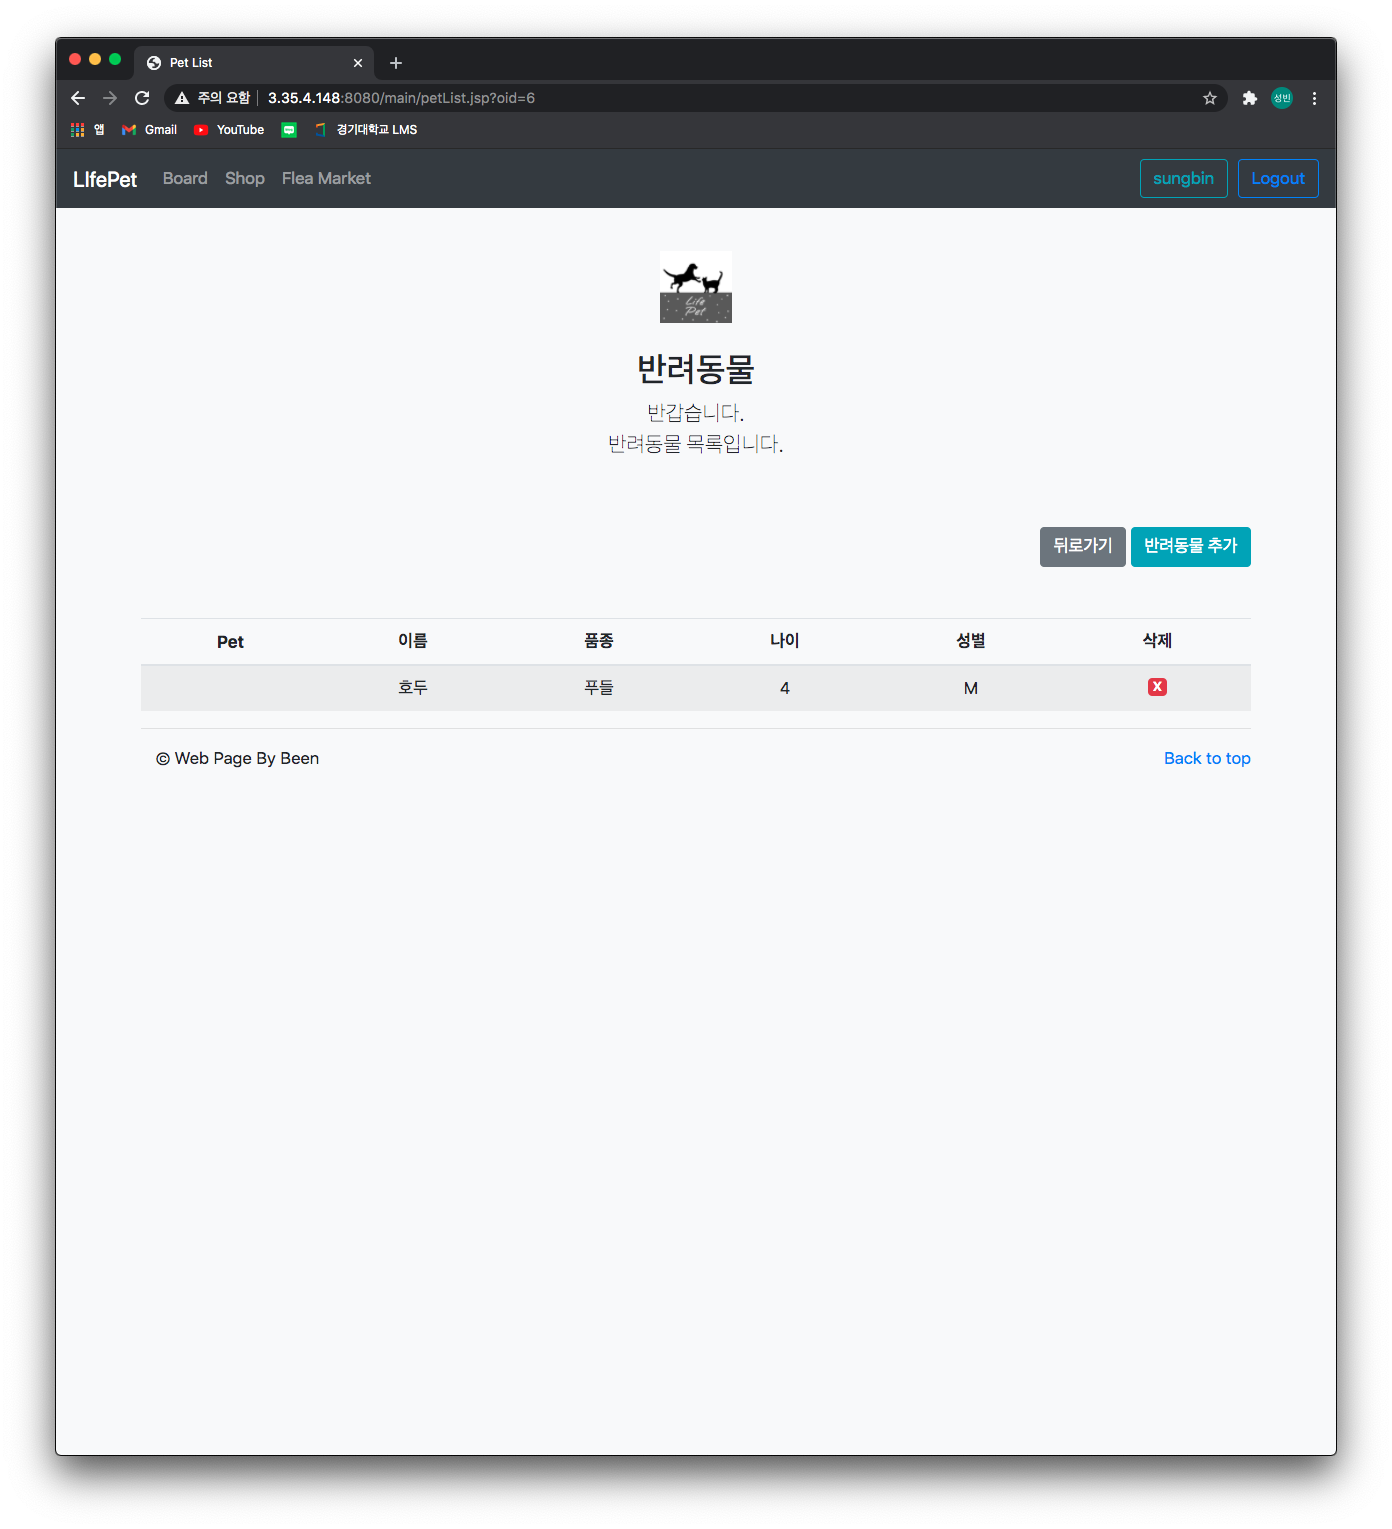 Pet List
주의 요함 3.35.4.148:8080/main/petList.jsp?oid=6
성빈
앱 Gmail YouTube 경기대학교 LMS
LIfePet Board Shop Flea Market sungbin Logout
Life
Pet
반려동물
반갑습니다.
반려동물 목록입니다.
뒤로가기 반려동물 추가
Pet 이름 품종 나이 성별 삭제
호두 푸들 4 M X
© Web Page By Been Back to top